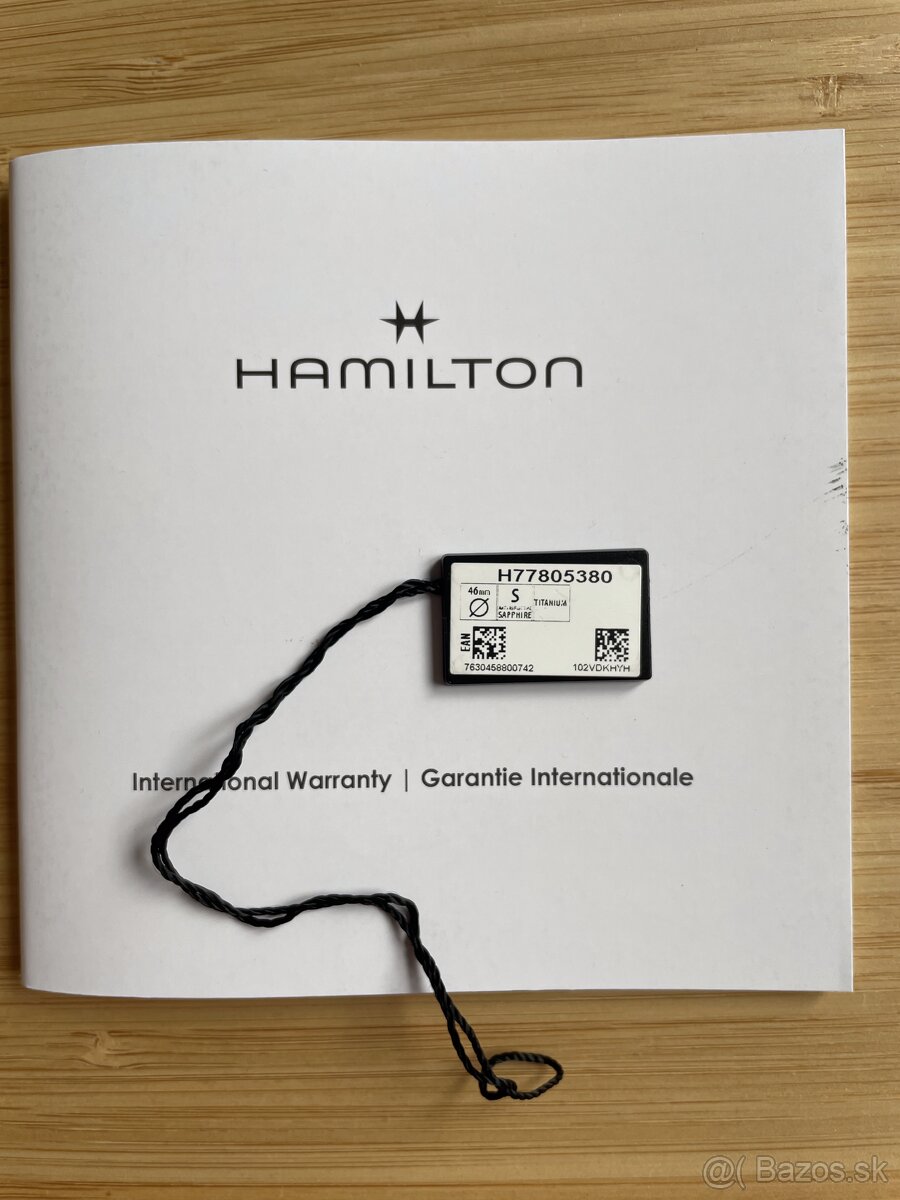 HAMILTON
H77805380
46mm
S
SAPPHIRE
TITANIUM
EAN
7630458800742
102VDKHYH
International Warranty | Garantie Internationale
@( Bazos.sk